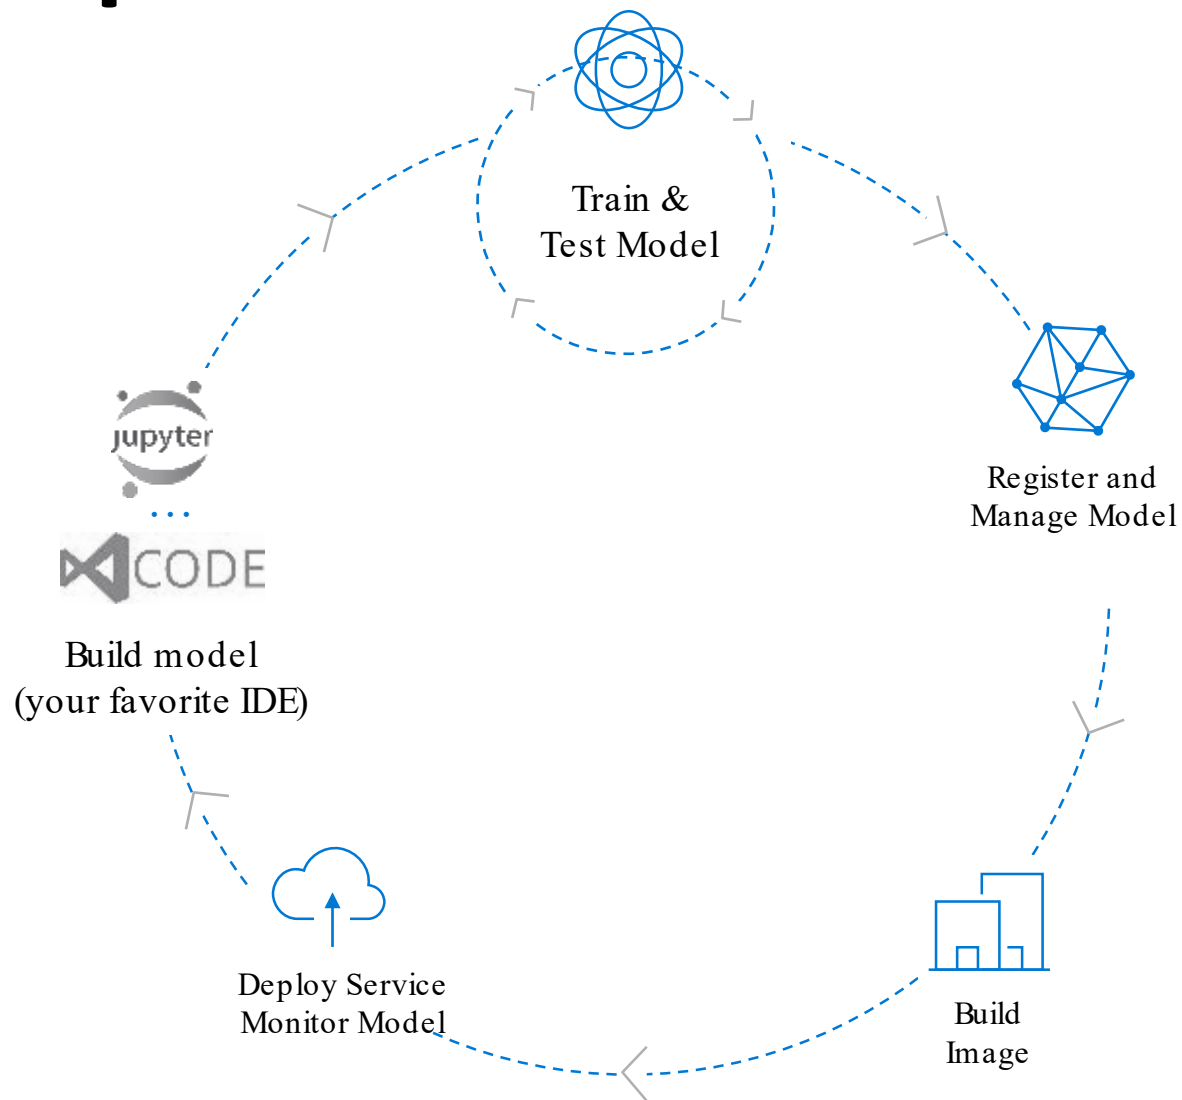 Train &
Test Model
Register and
Manage Model
jupyter
CODE
Build model
(your favorite IDE)
Deploy Service
Monitor Model
Build
Image